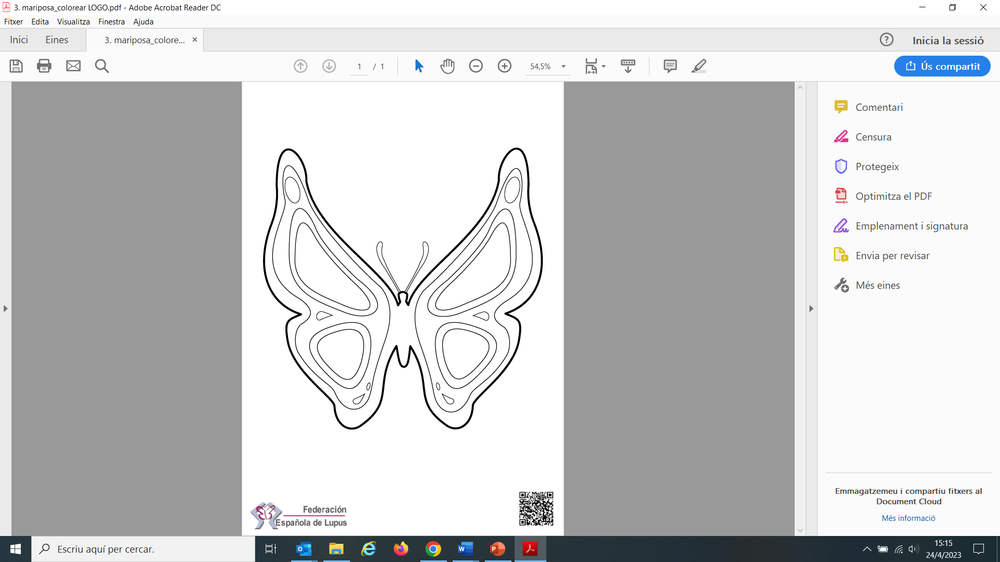 3. mariposa_colorear LOGO.pdf - Adobe Acrobat Reader DC
Fitxer Edita Visualitza Finestra Ajuda
Inici Eines 3. mariposa_colore... × ? Inicia la sessió
1 / 1 54,5% Ús compartit
Comentari
Censura
Protegeix
Optimitza el PDF
Emplenament i signatura
Envia per revisar
Més eines
Federación
Española de Lupus
Emmagatzemeu i compartiu fitxers al
Document Cloud
Més informació
Escriu aquí per cercar.
15:15
24/4/2023